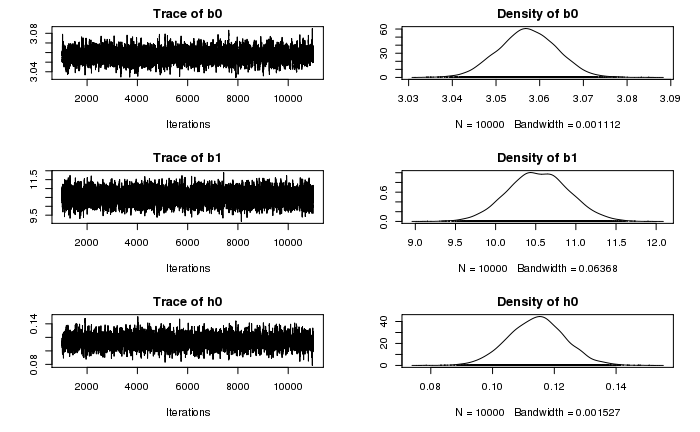 Trace of b0
3.04 3.08
2000 4000 6000 8000 10000
Iterations
Density of b0
0 30 60
3.03 3.04 3.05 3.06 3.07 3.08 3.09
N = 10000 Bandwidth = 0.001112
Trace of b1
9.5 11.5
2000 4000 6000 8000 10000
Iterations
Density of b1
0.0 0.6
9.0 9.5 10.0 10.5 11.0 11.5 12.0
N = 10000 Bandwidth = 0.06368
Trace of h0
0.08 0.14
2000 4000 6000 8000 10000
Iterations
Density of h0
0 20 40
0.08 0.10 0.12 0.14
N = 10000 Bandwidth = 0.001527